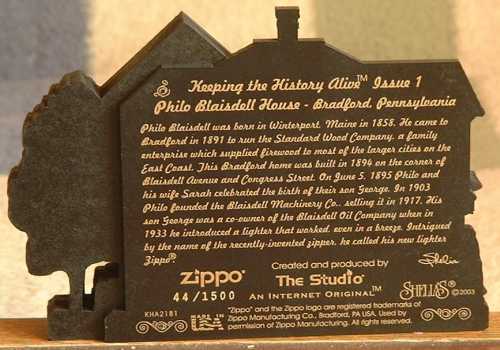 Keeping the History Alive™ Issue 1
Philo Blaisdell House - Bradford, Pennsylvania
Philo Blaisdell was born in Winterport, Maine in 1858. He came to
Bradford in 1891 to run the Standard Wood Company, a family
enterprise which supplied firewood to most of the larger cities on the
East Coast. This Bradford home was built in 1894 on the corner of
Blaisdell Avenue and Congress Street. On June 5, 1895 Philo and
his wife Sarah celebrated the birth of their son George. In 1903
Philo founded the Blaisdell Machinery Co., selling it in 1917. His
son George was a co-owner of the Blaisdell Oil Company when in
1933 he introduced a lighter that worked, even in a breeze. Intrigued
by the name of the recently-invented zipper, he called his new lighter
Zippo®.
Created and produced by
Shelia
zippo® The Studio
44/1500 AN INTERNET ORIGINAL™ SHELIA'S ©2003
KHA2181 MADE IN USA
"Zippo" and the Zippo logo are registered trademarks of
Zippo Manufacturing Co., Bradford, PA USA. Used by
permission of Zippo Manufacturing. All rights reserved.